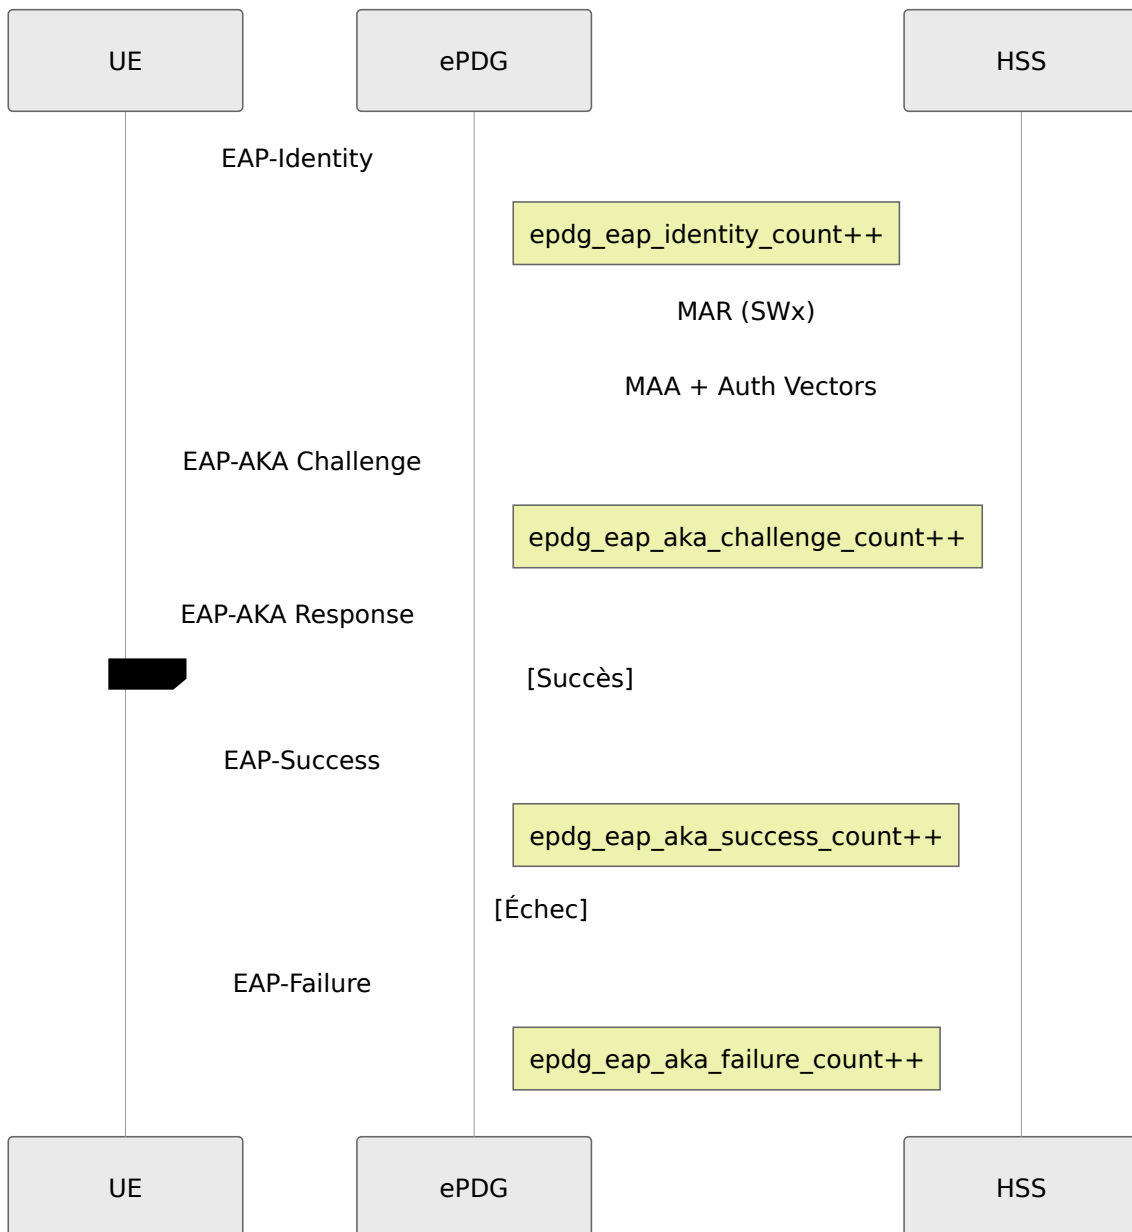 UE
ePDG
HSS
EAP-Identity
epdg_eap_identity_count++
MAR (SWx)
MAA + Auth Vectors
EAP-AKA Challenge
epdg_eap_aka_challenge_count++
EAP-AKA Response
[Succès]
EAP-Success
epdg_eap_aka_success_count++
[Échec]
EAP-Failure
epdg_eap_aka_failure_count++
UE
ePDG
HSS